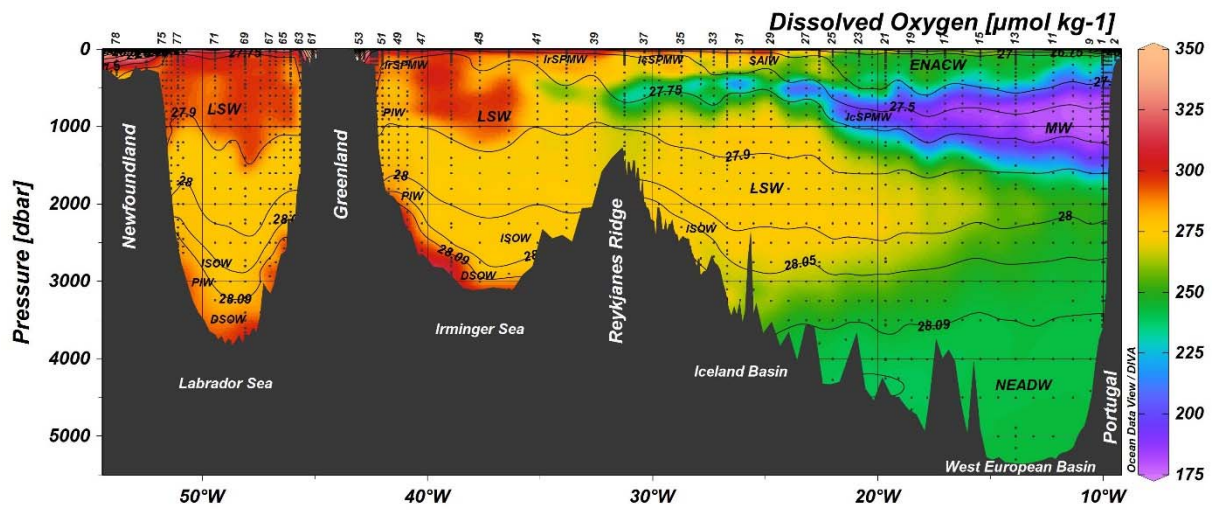 Dissolved Oxygen [µmol kg-1]
78
75
77
71
69
67
65
63
61
53
51
49
47
43
41
39
37
35
33
31
29
27
25
23
21
19
17
15
13
11
9
2
0
1000
2000
3000
4000
5000
Pressure [dbar]
27.75
27.9
LSW
28
ISOW
PIW
28.09
DSOW
Newfoundland
Labrador Sea
Greenland
IrSPMW
PIW
LSW
28
PIW
ISOW
28.09
28
DSOW
Irminger Sea
IrSPMW
Reykjanes Ridge
IcSPMW
SAIW
27.75
27.9
LSW
ISOW
28.05
Iceland Basin
ENACW
27
27.5
IcSPMW
MW
28
28.09
NEADW
West European Basin
Portugal
Ocean Data View / DIVA
50°W
40°W
30°W
20°W
10°W
350
325
300
275
250
225
200
175